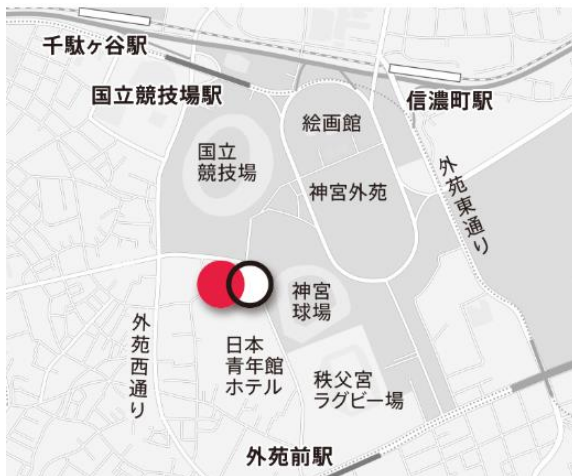 千駄ヶ谷駅
国立競技場駅
信濃町駅
絵画館
国立
競技場
神宮外苑
外苑東通り
神宮
球場
外苑西通り
日本
青年館
ホテル
秩父宮
ラグビー場
外苑前駅